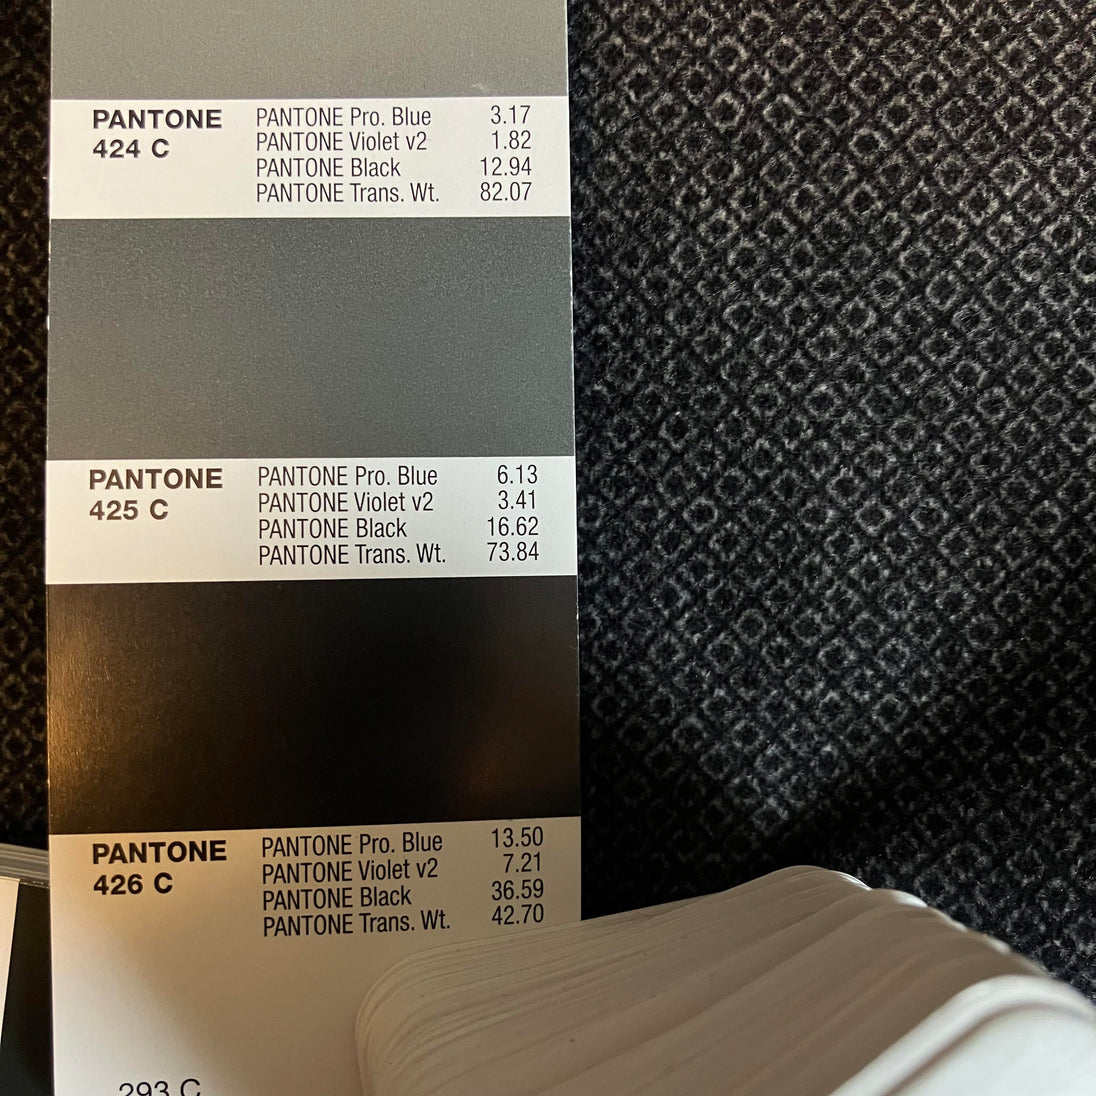 PANTONE
424 C
PANTONE Pro. Blue 3.17
PANTONE Violet v2 1.82
PANTONE Black 12.94
PANTONE Trans. Wt. 82.07
PANTONE
425 C
PANTONE Pro. Blue 6.13
PANTONE Violet v2 3.41
PANTONE Black 16.62
PANTONE Trans. Wt. 73.84
PANTONE
426 C
PANTONE Pro. Blue 13.50
PANTONE Violet v2 7.21
PANTONE Black 36.59
PANTONE Trans. Wt. 42.70
293 C